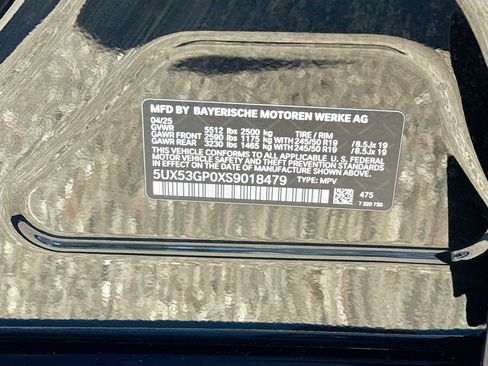 MFD BY BAYERISCHE MOTOREN WERKE AG
04/25
GVWR 5512 lbs 2500 kg TIRE / RIM
GAWR FRONT 2590 lbs 1175 kg WITH 245/50 R19 / 8.5Jx 19
GAWR REAR 3230 lbs 1465 kg WITH 245/50 R19 / 8.5Jx 19
THIS VEHICLE CONFORMS TO ALL APPLICABLE U. S. FEDERAL
MOTOR VEHICLE SAFETY AND THEFT PREVENTION STANDARDS
IN EFFECT ON THE DATE OF MANUFACTURE SHOWN ABOVE.
5UX53GP0XS9018479 TYPE: MPV
475
7 320 730